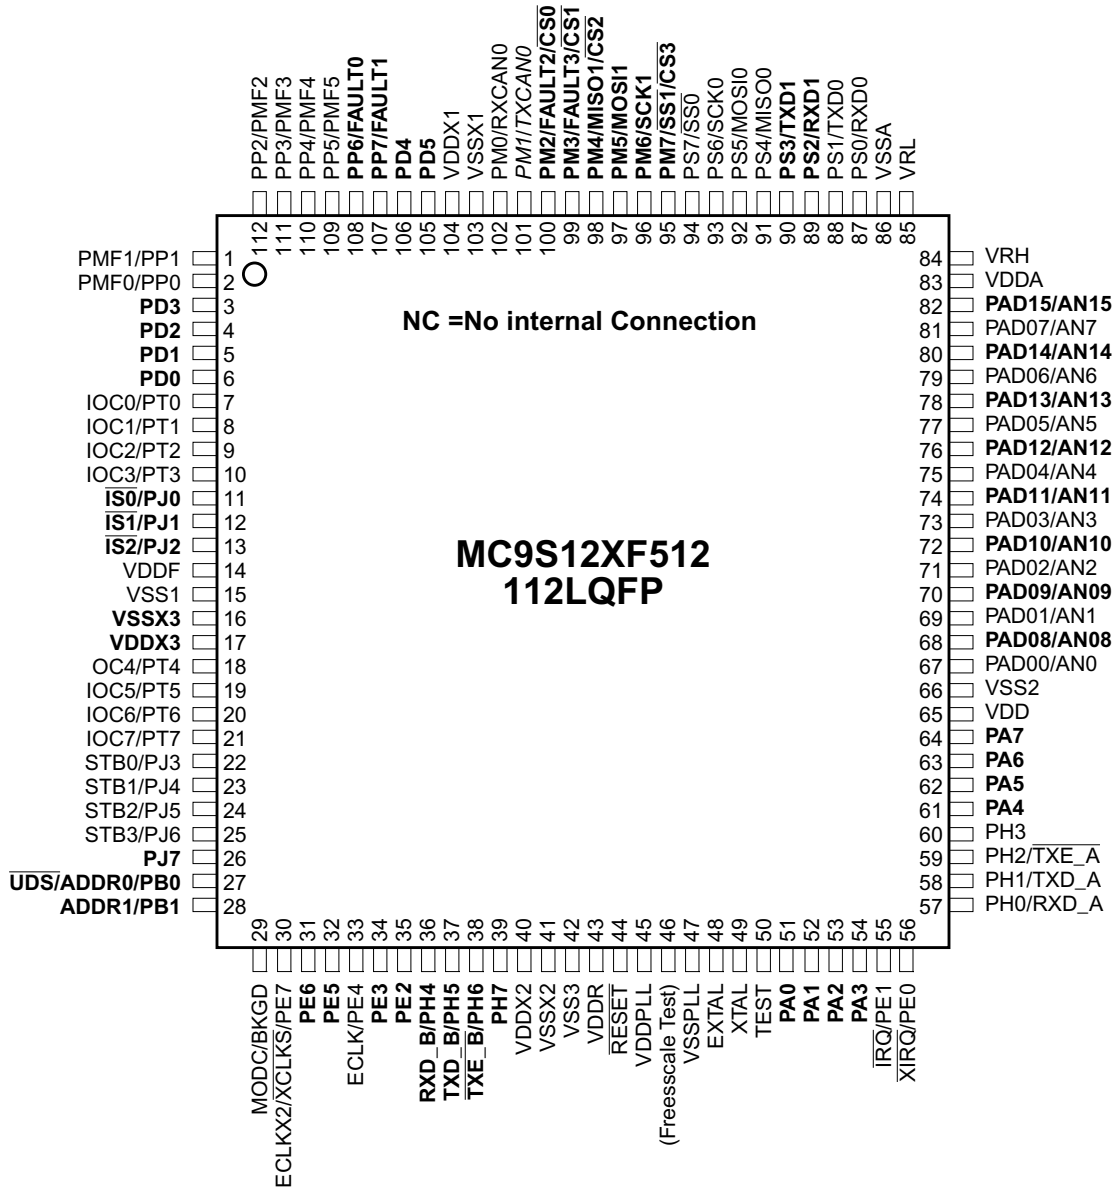 PP2/PMF2
PP3/PMF3
PP4/PMF4
PP5/PMF5
PP6/FAULT0
PP7/FAULT1
PD4
PD5
VDDX1
VSSX1
PM0/RXCAN0
PM1/TXCAN0
PM2/FAULT2/CS0
PM3/FAULT3/CS1
PM4/MISO1/CS2
PM5/MOSI1
PM6/SCK1
PM7/SS1/CS3
PS7/SS0
PS6/SCK0
PS5/MOSI0
PS4/MISO0
PS3/TXD1
PS2/RXD1
PS1/TXD0
PS0/RXD0
VSSA
VRL
112
111
110
109
108
107
106
105
104
103
102
101
100
99
98
97
96
95
94
93
92
91
90
89
88
87
86
85
PMF1/PP1 1
PMF0/PP0 2
PD3 3
PD2 4
PD1 5
PD0 6
IOC0/PT0 7
IOC1/PT1 8
IOC2/PT2 9
IOC3/PT3 10
IS0/PJ0 11
IS1/PJ1 12
IS2/PJ2 13
VDDF 14
VSS1 15
VSSX3 16
VDDX3 17
OC4/PT4 18
IOC5/PT5 19
IOC6/PT6 20
IOC7/PT7 21
STB0/PJ3 22
STB1/PJ4 23
STB2/PJ5 24
STB3/PJ6 25
PJ7 26
UDS/ADDR0/PB0 27
ADDR1/PB1 28
NC =No internal Connection
MC9S12XF512
112LQFP
84 VRH
83 VDDA
82 PAD15/AN15
81 PAD07/AN7
80 PAD14/AN14
79 PAD06/AN6
78 PAD13/AN13
77 PAD05/AN5
76 PAD12/AN12
75 PAD04/AN4
74 PAD11/AN11
73 PAD03/AN3
72 PAD10/AN10
71 PAD02/AN2
70 PAD09/AN09
69 PAD01/AN1
68 PAD08/AN08
67 PAD00/AN0
66 VSS2
65 VDD
64 PA7
63 PA6
62 PA5
61 PA4
60 PH3
59 PH2/TXE_A
58 PH1/TXD_A
57 PH0/RXD_A
29
30
31
32
33
34
35
36
37
38
39
40
41
42
43
44
45
46
47
48
49
50
51
52
53
54
55
56
MODC/BKGD
ECLKX2/XCLKS/PE7
PE6
PE5
ECLK/PE4
PE3
PE2
RXD_B/PH4
TXD_B/PH5
TXE_B/PH6
PH7
VDDX2
VSSX2
VSS3
VDDR
RESET
VDDPLL
(Freesscale Test)
VSSPLL
EXTAL
XTAL
TEST
PA0
PA1
PA2
PA3
IRQ/PE1
XIRQ/PE0